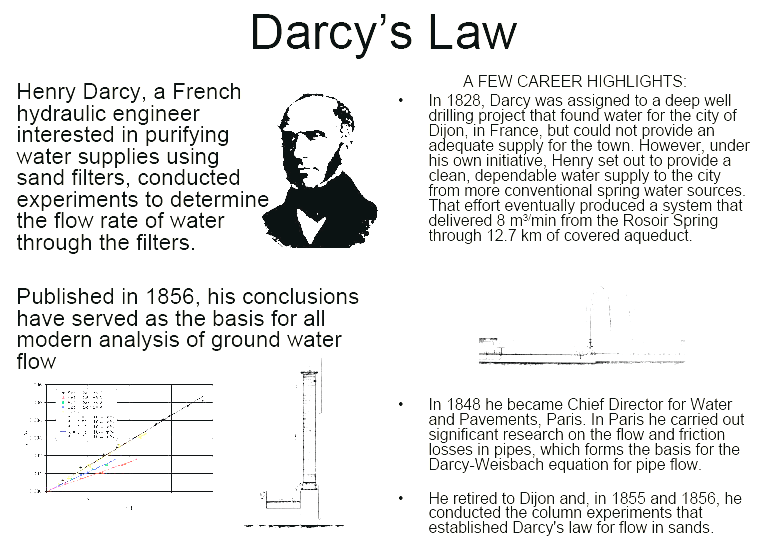 Darcy's Law
Henry Darcy, a French
hydraulic engineer
interested in purifying
water supplies using
sand filters, conducted
experiments to determine
the flow rate of water
through the filters.
Published in 1856, his conclusions
have served as the basis for all
modern analysis of ground water
flow
A FEW CAREER HIGHLIGHTS:
• In 1828, Darcy was assigned to a deep well
drilling project that found water for the city of
Dijon, in France, but could not provide an
adequate supply for the town. However, under
his own initiative, Henry set out to provide a
clean, dependable water supply to the city
from more conventional spring water sources.
That effort eventually produced a system that
delivered 8 m³/min from the Rosoir Spring
through 12.7 km of covered aqueduct.
• In 1848 he became Chief Director for Water
and Pavements, Paris. In Paris he carried out
significant research on the flow and friction
losses in pipes, which forms the basis for the
Darcy-Weisbach equation for pipe flow.
• He retired to Dijon and, in 1855 and 1856, he
conducted the column experiments that
established Darcy's law for flow in sands.